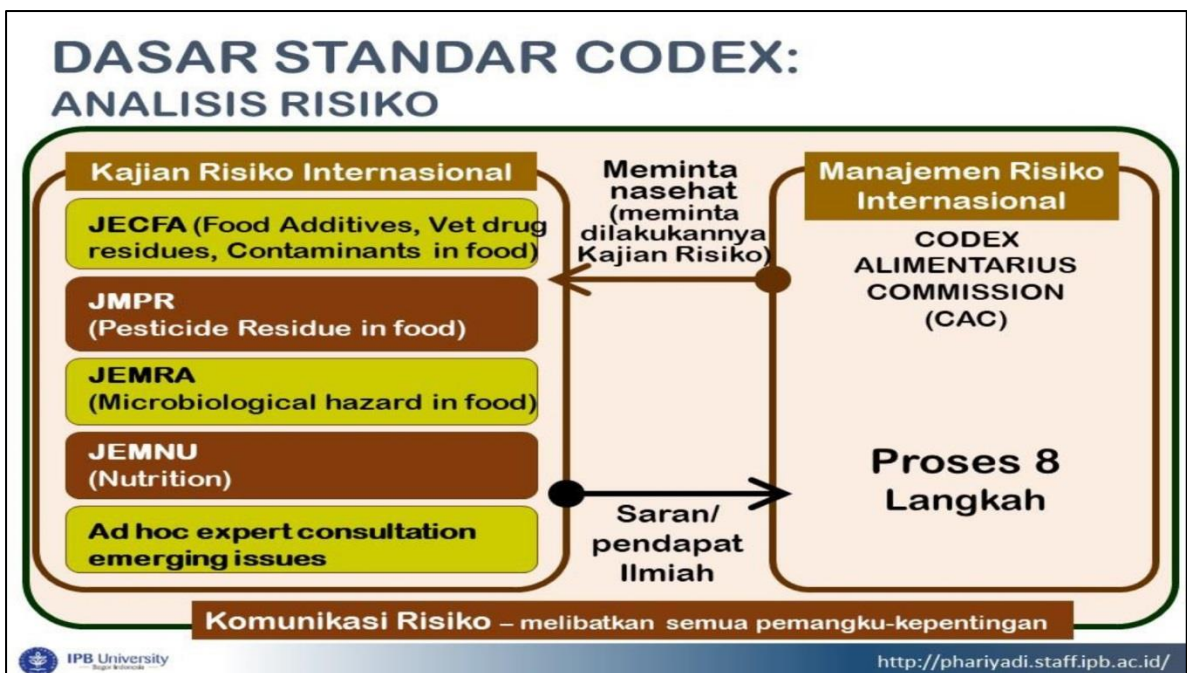 DASAR STANDAR CODEX:
ANALISIS RISIKO
Kajian Risiko Internasional
JECFA (Food Additives, Vet drug
residues, Contaminants in food)
JMPR
(Pesticide Residue in food)
JEMRA
(Microbiological hazard in food)
JEMNU
(Nutrition)
Ad hoc expert consultation
emerging issues
Meminta
nasehat
(meminta
dilakukannya
Kajian Risiko)
Saran/
pendapat
Ilmiah
Manajemen Risiko
Internasional
CODEX
ALIMENTARIUS
COMMISSION
(CAC)
Proses 8
Langkah
Komunikasi Risiko – melibatkan semua pemangku-kepentingan
IPB University
Bogor Indonesia
http://phariyadi.staff.ipb.ac.id/